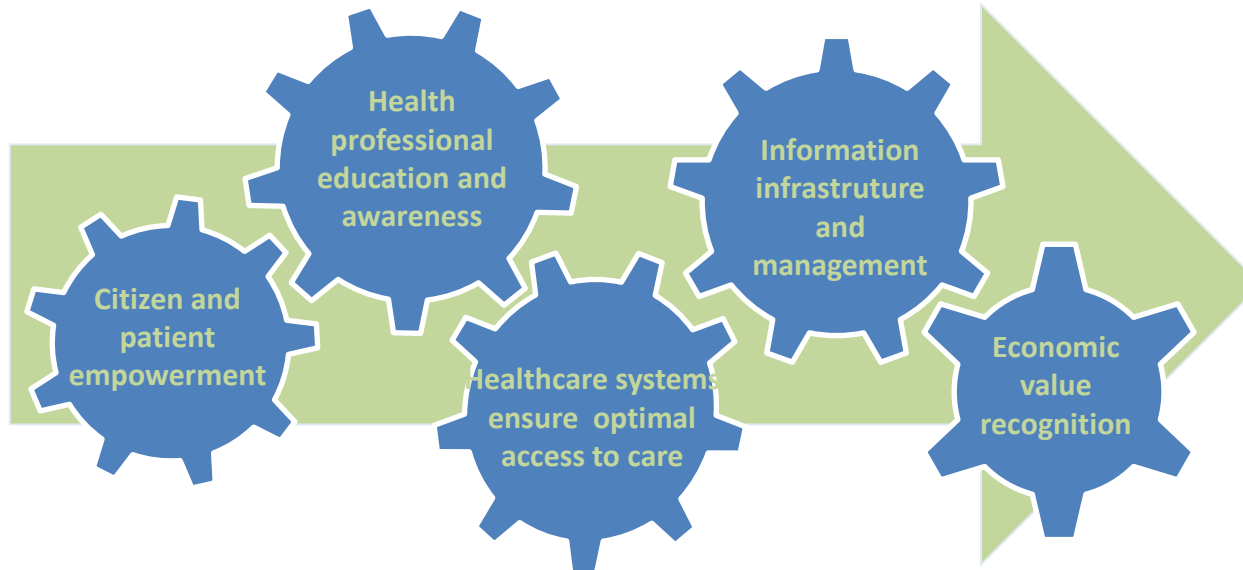 Citizen and
patient
empowerment
Health
professional
education and
awareness
Healthcare systems
ensure  optimal
access to care
Information
infrastruture
and
management
Economic
value
recognition